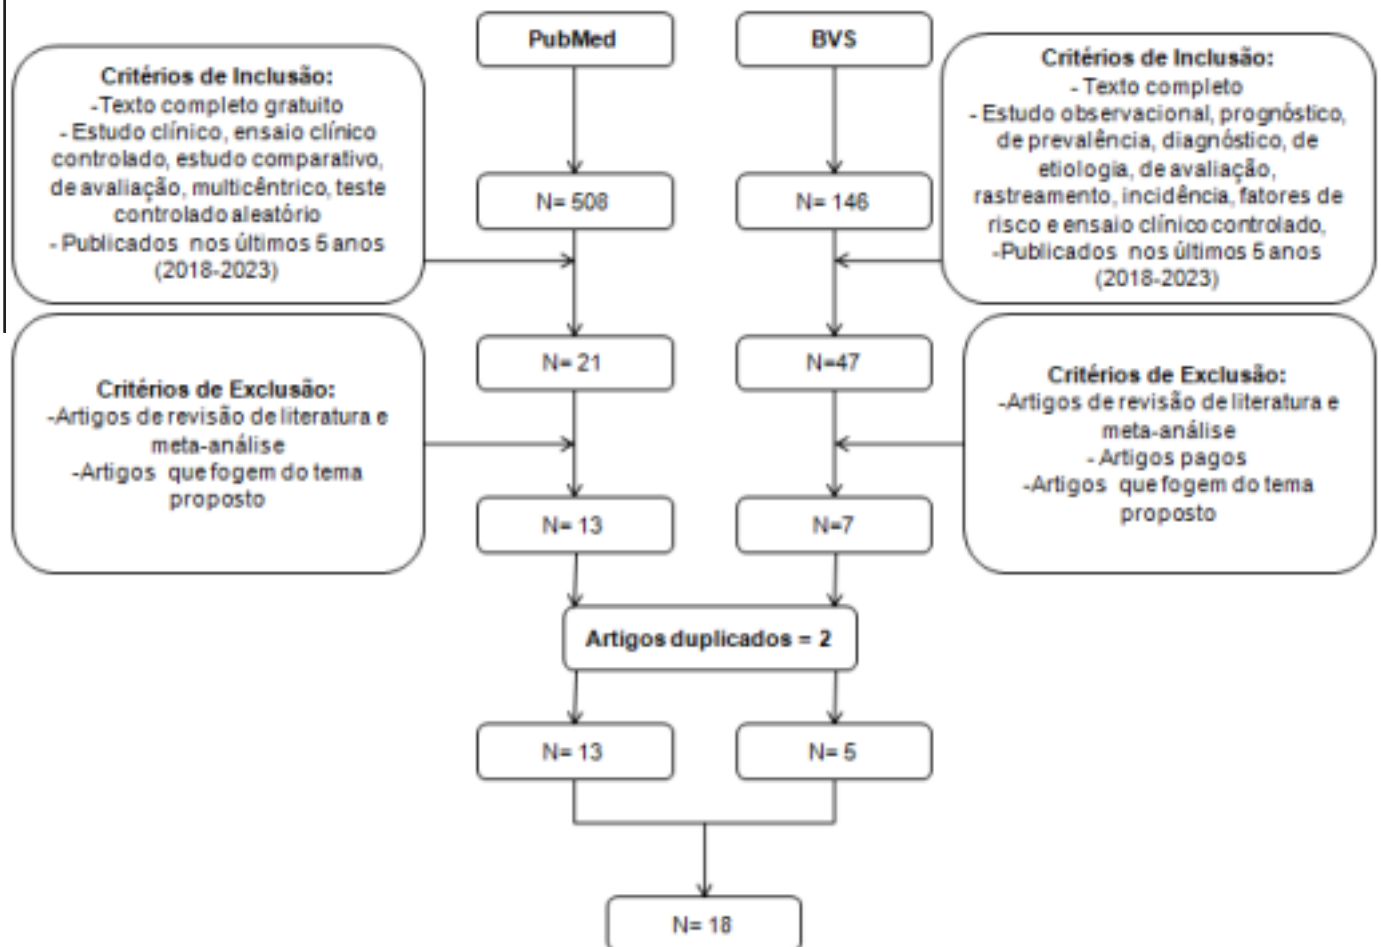 PubMed
BVS
Critérios de Inclusão:
-Texto completo gratuito
- Estudo clínico, ensaio clínico
controlado, estudo comparativo,
de avaliação, multicêntrico, teste
controlado aleatório
- Publicados nos últimos 5 anos
(2018-2023)
Critérios de Inclusão:
- Texto completo
- Estudo observacional, prognóstico,
de prevalência, diagnóstico, de
etiologia, de avaliação,
rastreamento, incidência, fatores de
risco e ensaio clínico controlado,
-Publicados nos últimos 5 anos
(2018-2023)
N= 508
N= 146
N= 21
N=47
Critérios de Exclusão:
-Artigos de revisão de literatura e
meta-análise
-Artigos que fogem do tema
proposto
Critérios de Exclusão:
-Artigos de revisão de literatura e
meta-análise
- Artigos pagos
-Artigos que fogem do tema
proposto
N= 13
N=7
Artigos duplicados = 2
N= 13
N= 5
N= 18